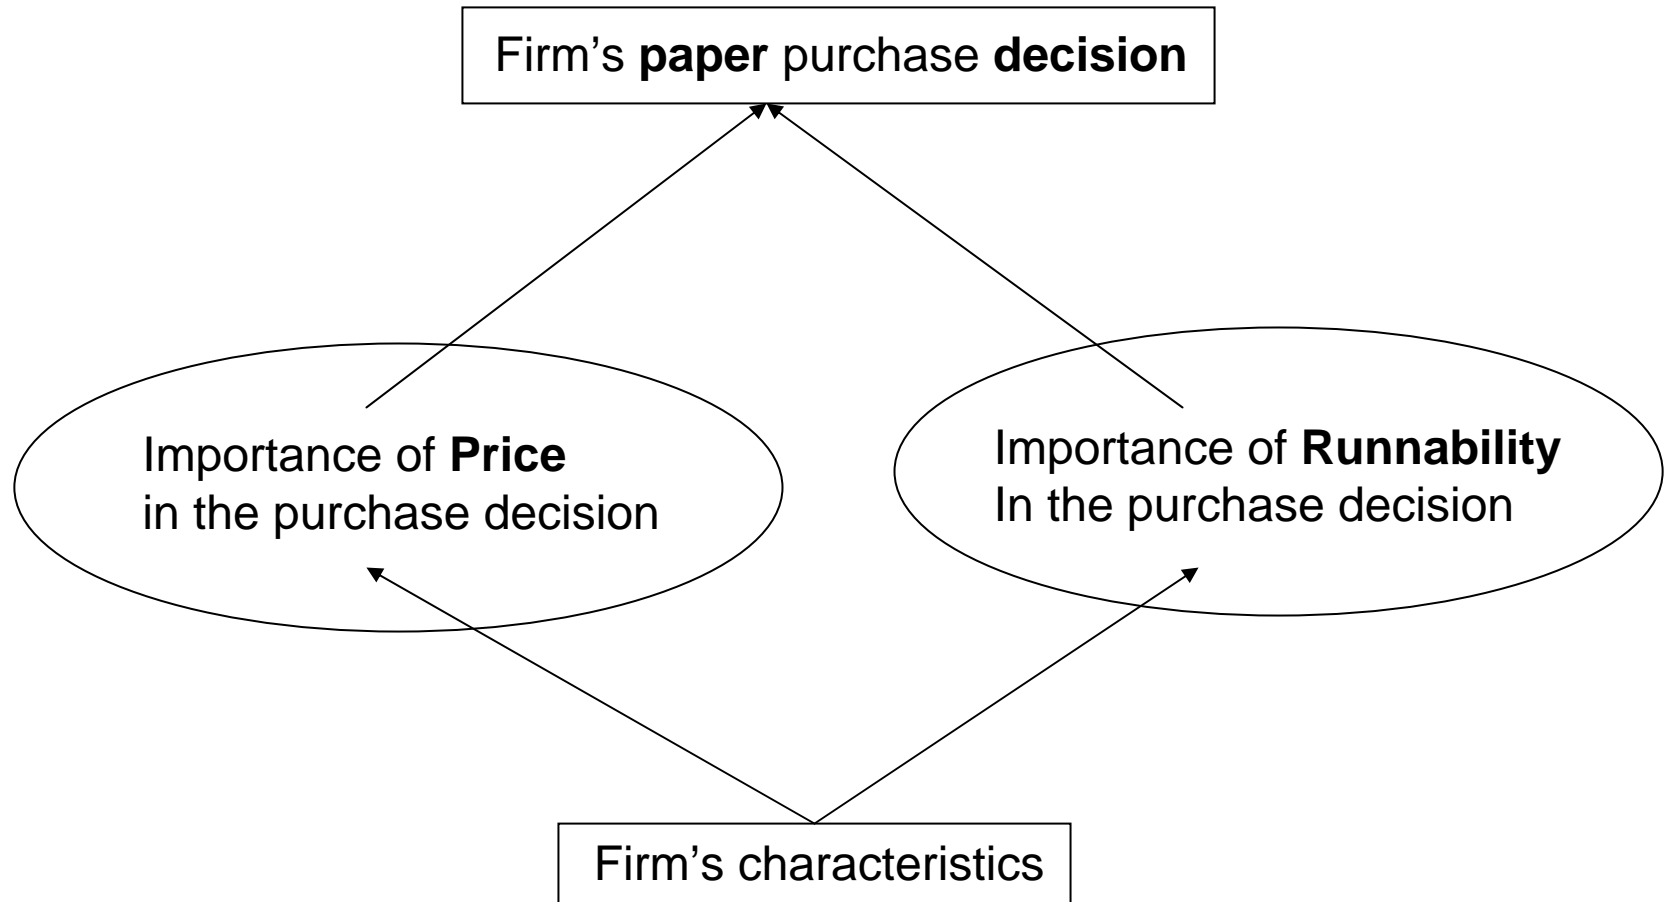 Firm’s paper purchase decision
Importance of Price
in the purchase decision
Importance of Runnability
In the purchase decision
Firm’s characteristics